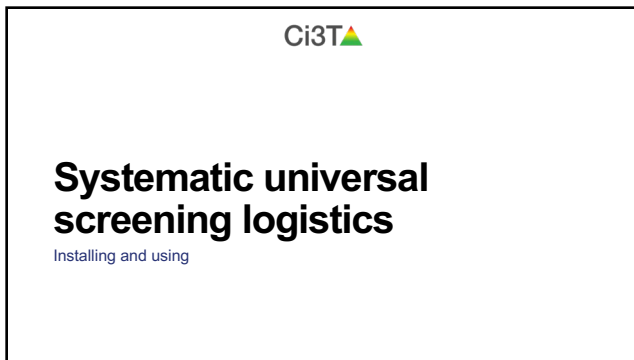 Ci3T
Systematic universal
screening logistics
Installing and using